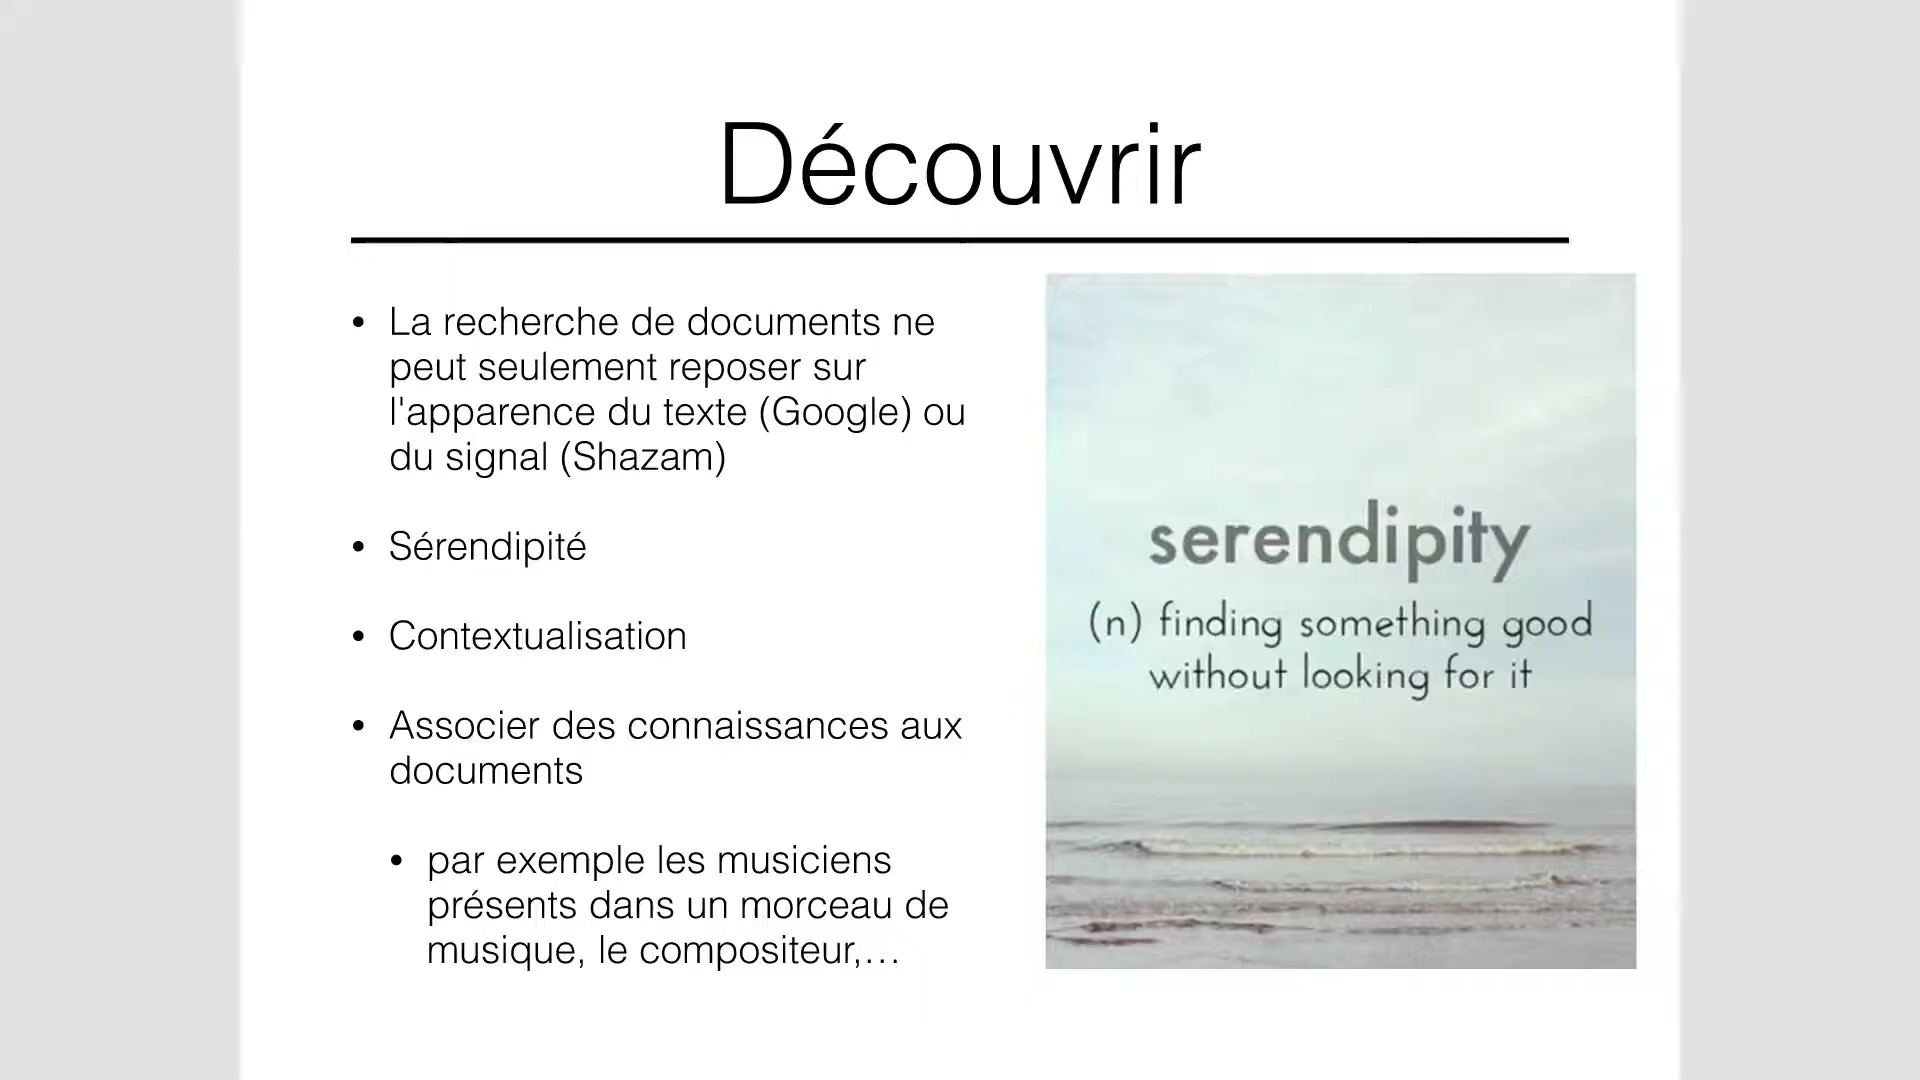 Découvrir
• La recherche de documents ne
peut seulement reposer sur
l'apparence du texte (Google) ou
du signal (Shazam)
• Sérendipité
• Contextualisation
• Associer des connaissances aux
documents
• par exemple les musiciens
présents dans un morceau de
musique, le compositeur,…
serendipity
(n) finding something good
without looking for it